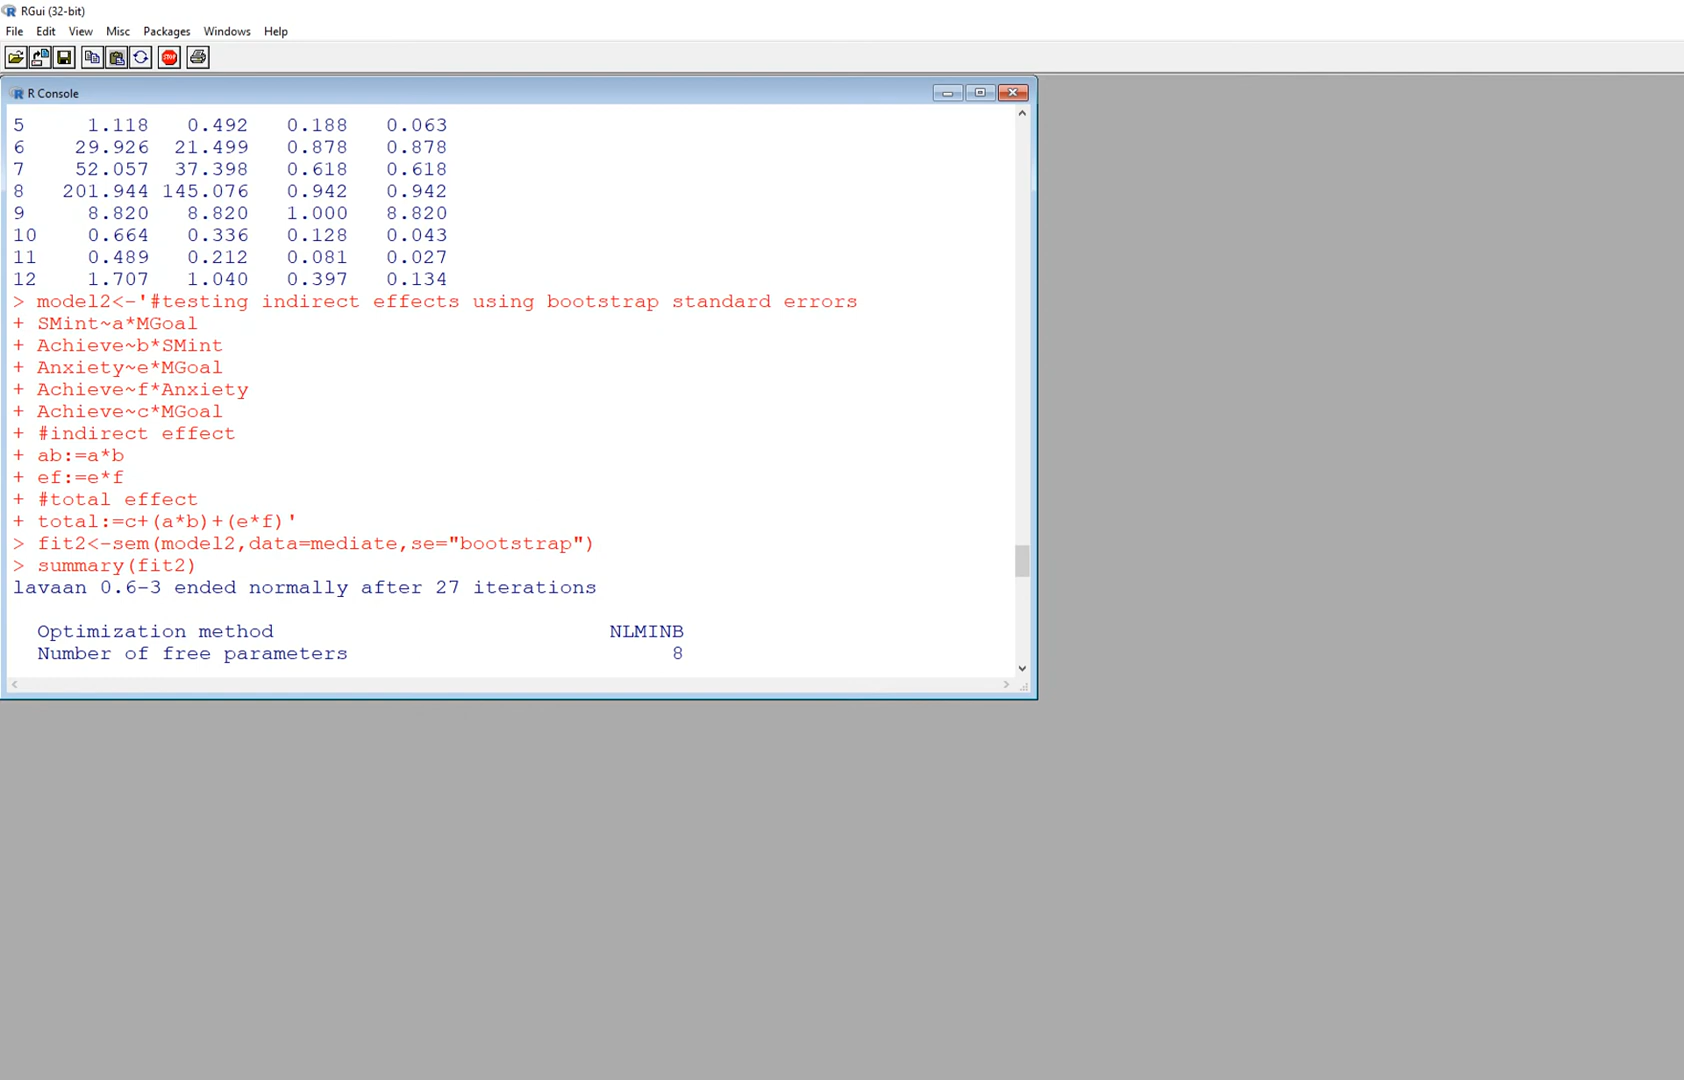 RGui (32-bit)
File Edit View Misc Packages Windows Help
STOP
R Console
5 1.118 0.492 0.188 0.063
6 29.926 21.499 0.878 0.878
7 52.057 37.398 0.618 0.618
8 201.944 145.076 0.942 0.942
9 8.820 8.820 1.000 8.820
10 0.664 0.336 0.128 0.043
11 0.489 0.212 0.081 0.027
12 1.707 1.040 0.397 0.134
> model2<-'#testing indirect effects using bootstrap standard errors
+ SMint~a*MGoal
+ Achieve~b*SMint
+ Anxiety~e*MGoal
+ Achieve~f*Anxiety
+ Achieve~c*MGoal
+ #indirect effect
+ ab:=a*b
+ ef:=e*f
+ #total effect
+ total:=c+(a*b)+(e*f)'
> fit2<-sem(model2,data=mediate,se="bootstrap")
> summary(fit2)
lavaan 0.6-3 ended normally after 27 iterations
Optimization method NLMINB
Number of free parameters 8